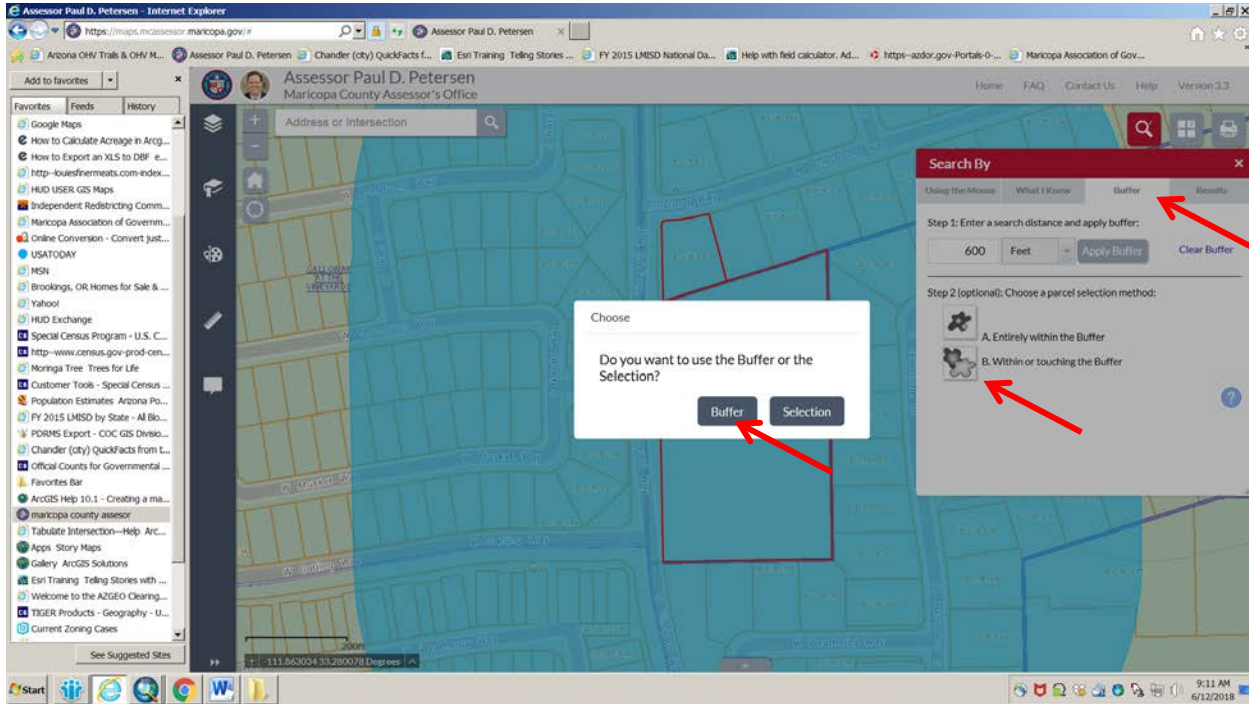 Assessor Paul D. Petersen - Internet Explorer
https://maps.mcassessor.maricopa.gov/#
Assessor Paul D. Petersen
Arizona OHV Trails & OHV M...
Assessor Paul D. Petersen
Chandler (city) QuickFacts f...
Esri Training Telling Stories ...
FY 2015 LMISD National Da...
Help with field calculator. Ad...
https--azdor.gov-Portals-0-...
Maricopa Association of Gov...
Add to favorites
Favorites Feeds History
Google Maps
How to Calculate Acreage in Arcg...
How to Export an XLS to DBF e...
http--louiesfinermeats.com-index...
HUD USER GIS Maps
Independent Redistricting Comm...
Maricopa Association of Governm...
Online Conversion - Convert just...
USATODAY
MSN
Brookings, OR Homes for Sale & ...
Yahoo!
HUD Exchange
Special Census Program - U.S. C...
http--www.census.gov-prod-cen...
Moringa Tree Trees for Life
Customer Tools - Special Census ...
Population Estimates Arizona Po...
FY 2015 LMISD by State - All Blo...
PDRMS Export - COC GIS Divisio...
Chandler (city) QuickFacts from t...
Official Counts for Governmental ...
Favorites Bar
ArcGIS Help 10.1 - Creating a ma...
maricopa county assesor
Tabulate Intersection—Help Arc...
Apps Story Maps
Gallery ArcGIS Solutions
Esri Training Telling Stories with ...
Welcome to the AZGEO Clearing...
TIGER Products - Geography - U...
Current Zoning Cases
See Suggested Sites
Assessor Paul D. Petersen
Maricopa County Assessor's Office
Home FAQ Contact Us Help Version 3.3
Address or Intersection
Search By
Using the Mouse What I Know Buffer Results
Step 1: Enter a search distance and apply buffer:
600 Feet Apply Buffer Clear Buffer
Step 2 (optional): Choose a parcel selection method:
A. Entirely within the Buffer
B. Within or touching the Buffer
Choose
Do you want to use the Buffer or the
Selection?
Buffer Selection
AT THE
VINEYARD
-111.863034 33.280078 Degrees
Start
9:11 AM
6/12/2018